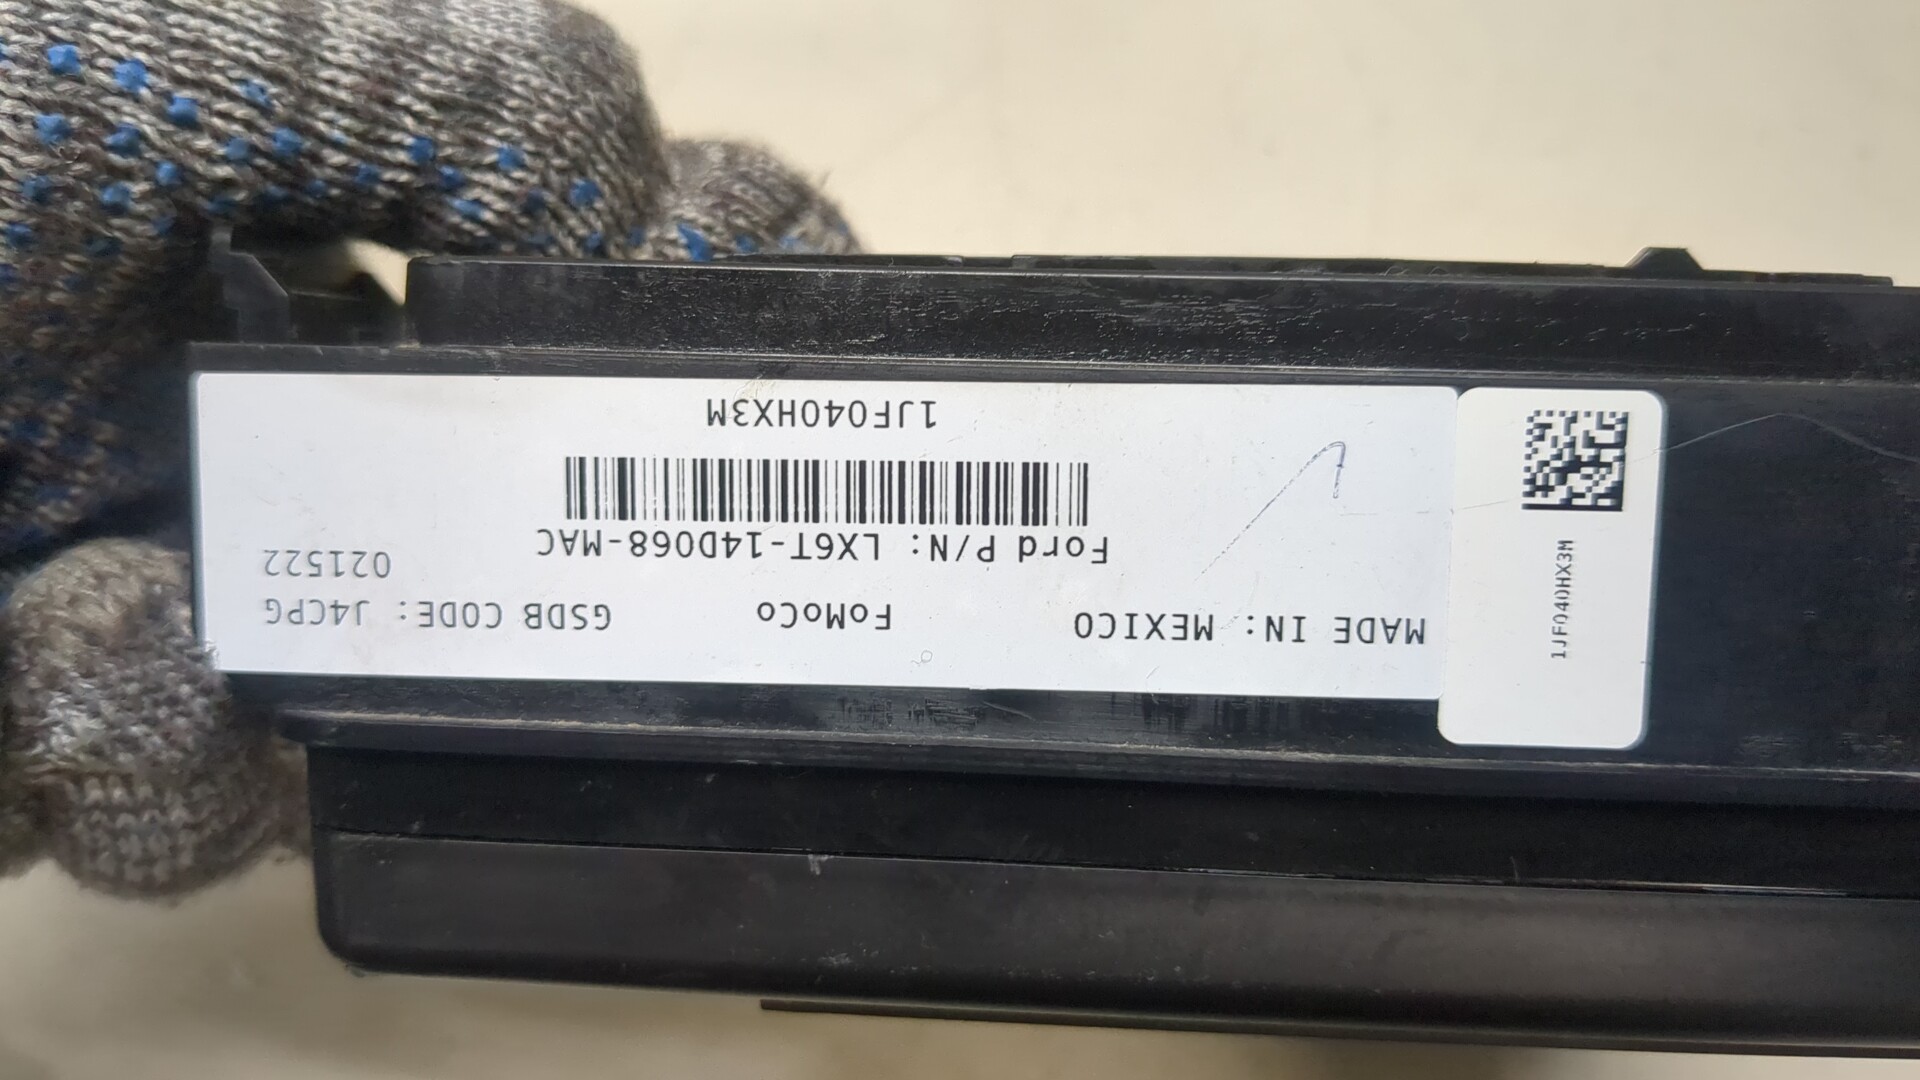 MADE IN: MEXICO FoMoCo GSDB CODE: J4CPG
021522
Ford P/N: LX6T-14D068-MAC
1JF040HX3M
1JF040HX3M